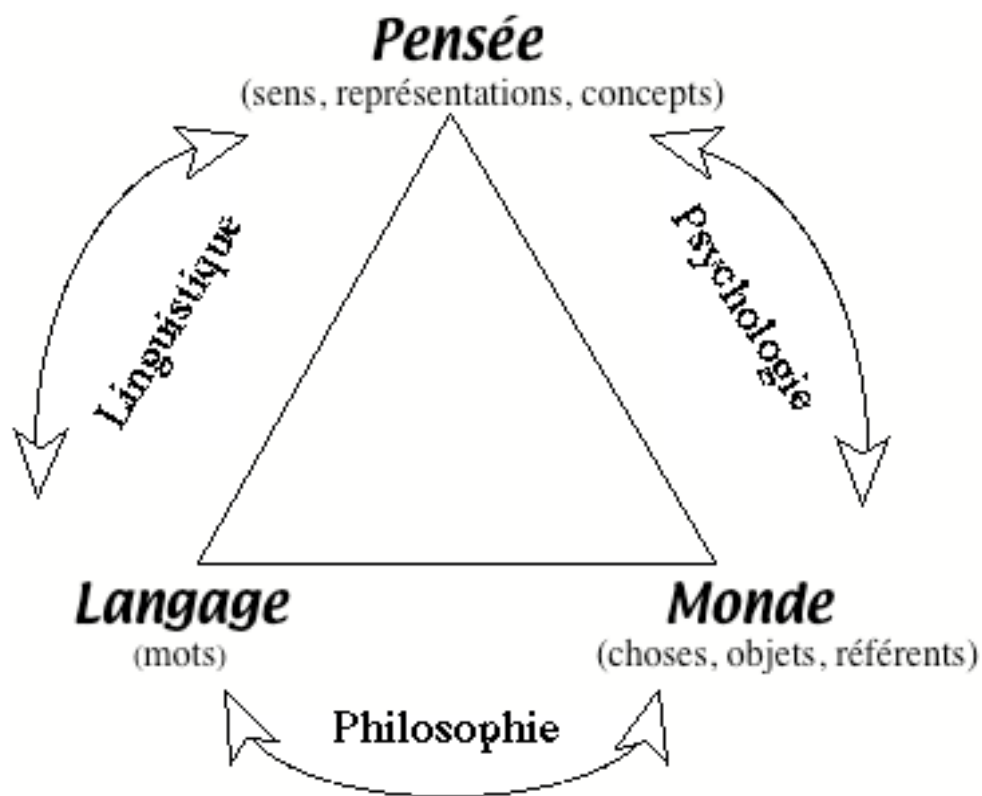 Pensée
(sens, représentations, concepts)
Linguistique
Psychologie
Langage
(mots)
Monde
(choses, objets, référents)
Philosophie